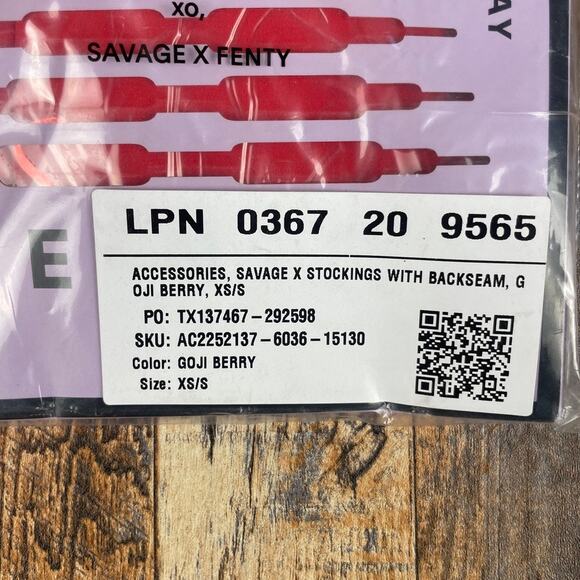 XO,
SAVAGE X FENTY
AY
E
LPN 0367 20 9565
ACCESSORIES, SAVAGE X STOCKINGS WITH BACKSEAM, G
OJI BERRY, XS/S
PO: TX137467-292598
SKU: AC2252137-6036-15130
Color: GOJI BERRY
Size: XS/S